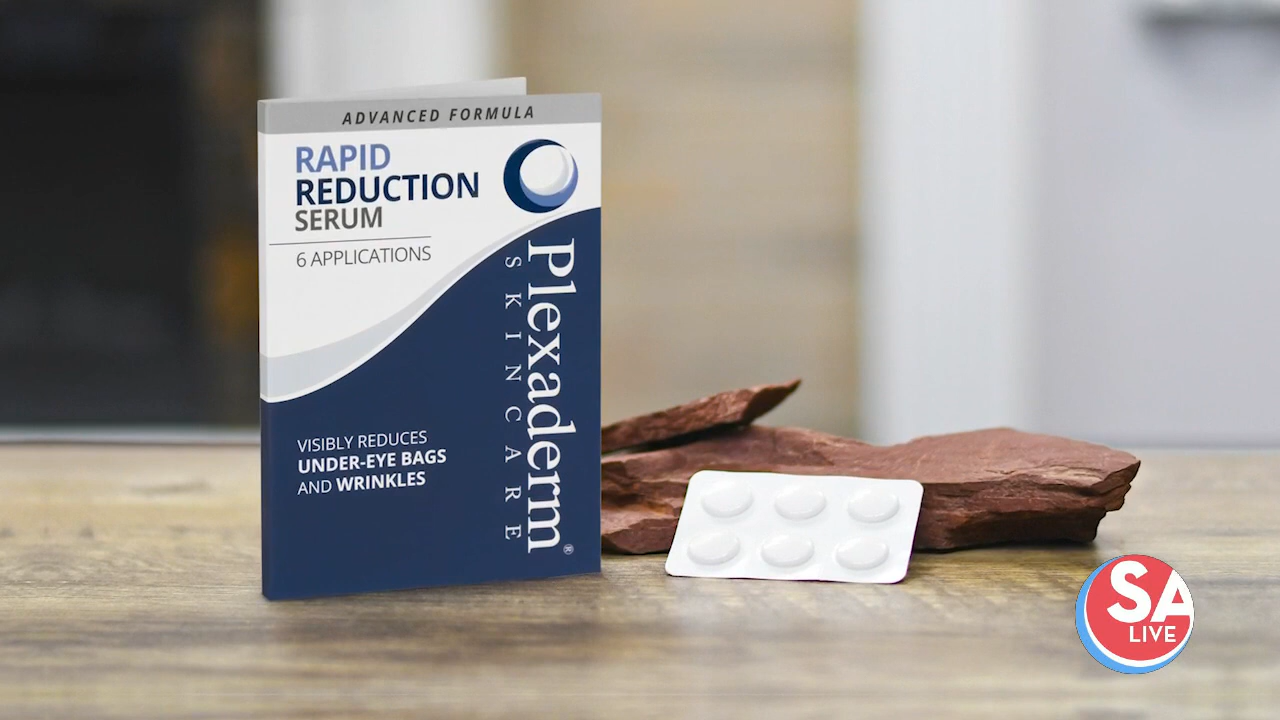 ADVANCED FORMULA
RAPID
REDUCTION
SERUM
6 APPLICATIONS
Plexaderm®
SKINCARE
VISIBLY REDUCES
UNDER-EYE BAGS
AND WRINKLES
SA
LIVE